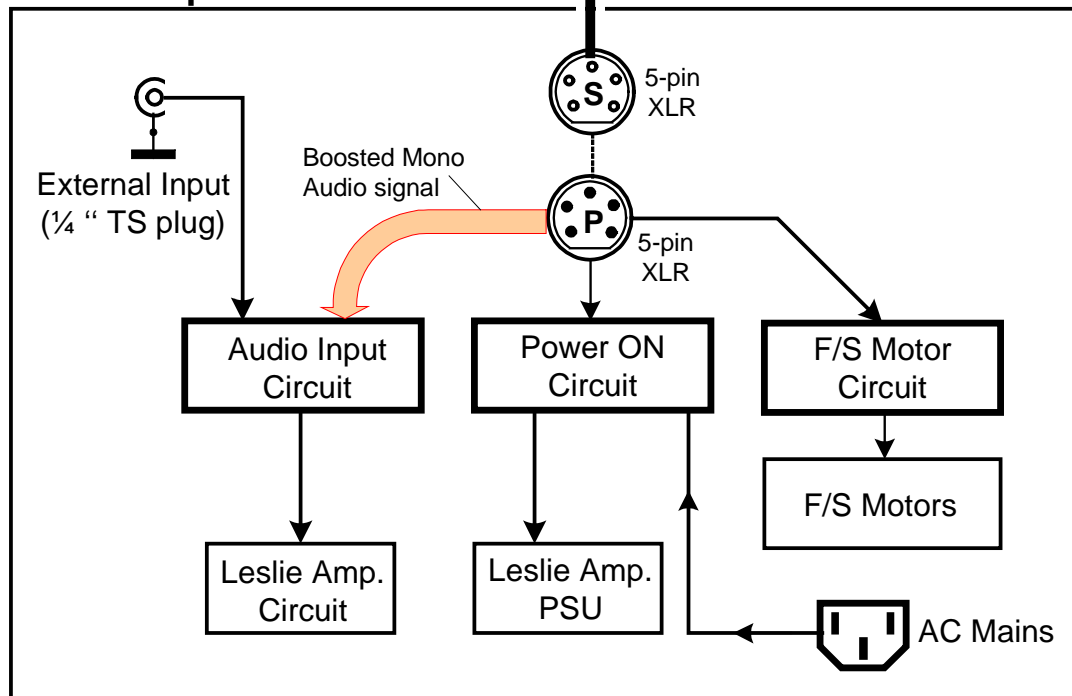 S
5-pin
XLR
External Input
(¼ “ TS plug)
Boosted Mono
Audio signal
P
5-pin
XLR
Audio Input
Circuit
Power ON
Circuit
F/S Motor
Circuit
F/S Motors
Leslie Amp.
Circuit
Leslie Amp.
PSU
AC Mains